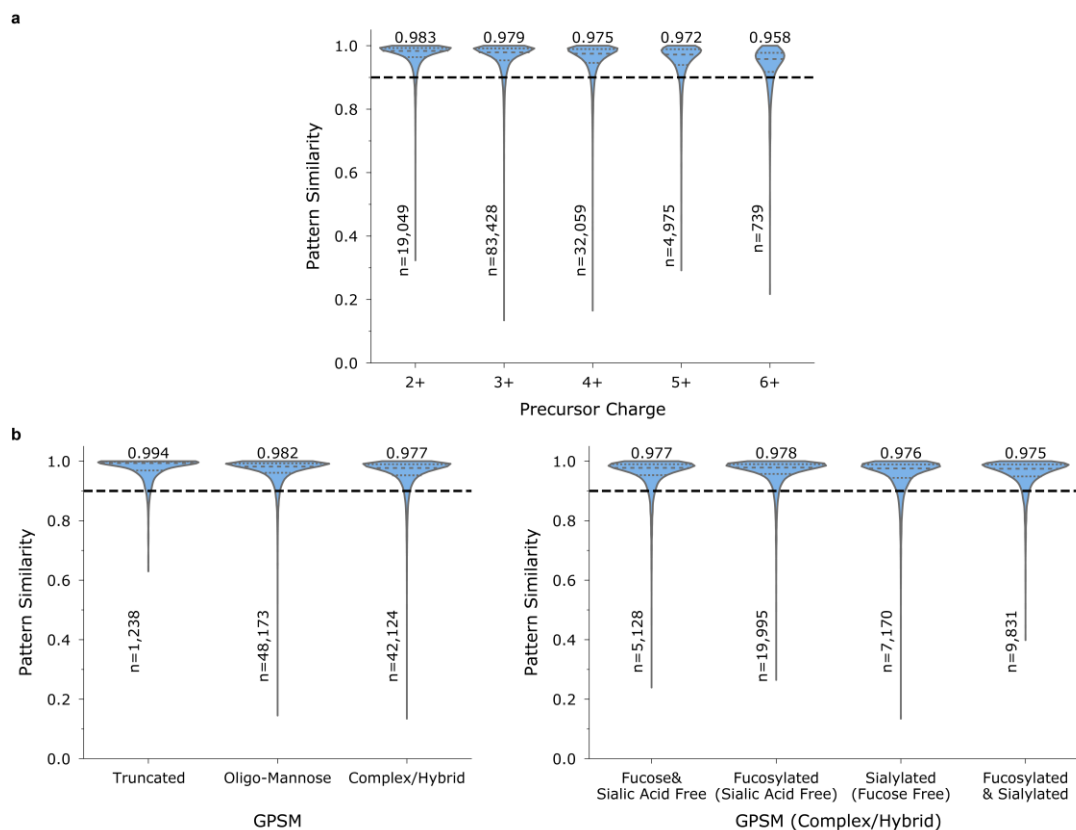 a
0.983 0.979 0.975 0.972 0.958
1.0
0.8
0.6
0.4
0.2
0.0
Pattern Similarity
n=19,049
n=83,428
n=32,059
n=4,975
n=739
2+ 3+ 4+ 5+ 6+
Precursor Charge
b
0.994 0.982 0.977
1.0
0.8
0.6
0.4
0.2
0.0
Pattern Similarity
n=1,238
n=48,173
n=42,124
Truncated Oligo-Mannose Complex/Hybrid
GPSM
0.977 0.978 0.976 0.975
1.0
0.8
0.6
0.4
0.2
0.0
Pattern Similarity
n=5,128
n=19,995
n=7,170
n=9,831
Fucose& Fucosylated Sialylated Fucosylated
Sialic Acid Free (Sialic Acid Free) (Fucose Free) & Sialylated
GPSM (Complex/Hybrid)